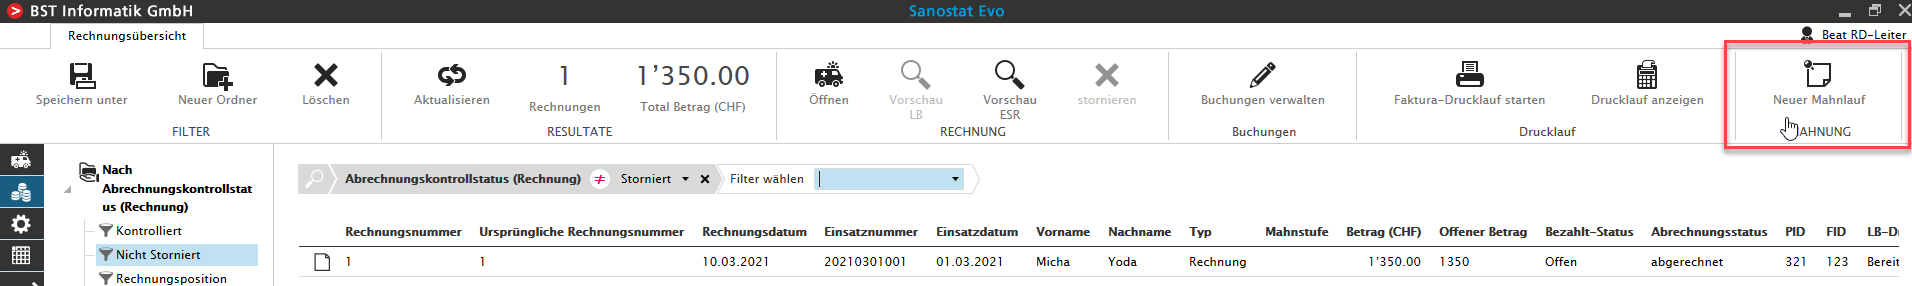 BST Informatik GmbH
Sanostat Evo
Rechnungsübersicht
Beat RD-Leiter
1
1'350.00
Speichern unter
Neuer Ordner
Löschen
Aktualisieren
Rechnungen
Total Betrag (CHF)
Öffnen
Vorschau LB
Vorschau ESR
stornieren
Buchungen verwalten
Faktura-Drucklauf starten
Drucklauf anzeigen
Neuer Mahnlauf
FILTER
RESULTATE
RECHNUNG
Buchungen
Drucklauf
AHNUNG
Nach
Abrechnungskontrollstat
us (Rechnung)
Kontrolliert
Nicht Storniert
Rechnungsposition
Abrechnungskontrollstatus (Rechnung) ≠ Storniert
Filter wählen
Rechnungsnummer Ursprüngliche Rechnungsnummer Rechnungsdatum Einsatznummer Einsatzdatum Vorname Nachname Typ Mahnstufe Betrag (CHF) Offener Betrag Bezahlt-Status Abrechnungsstatus PID FID LB-D
1 1 10.03.2021 20210301001 01.03.2021 Micha Yoda Rechnung 1'350.00 1350 Offen abgerechnet 321 123 Bereit